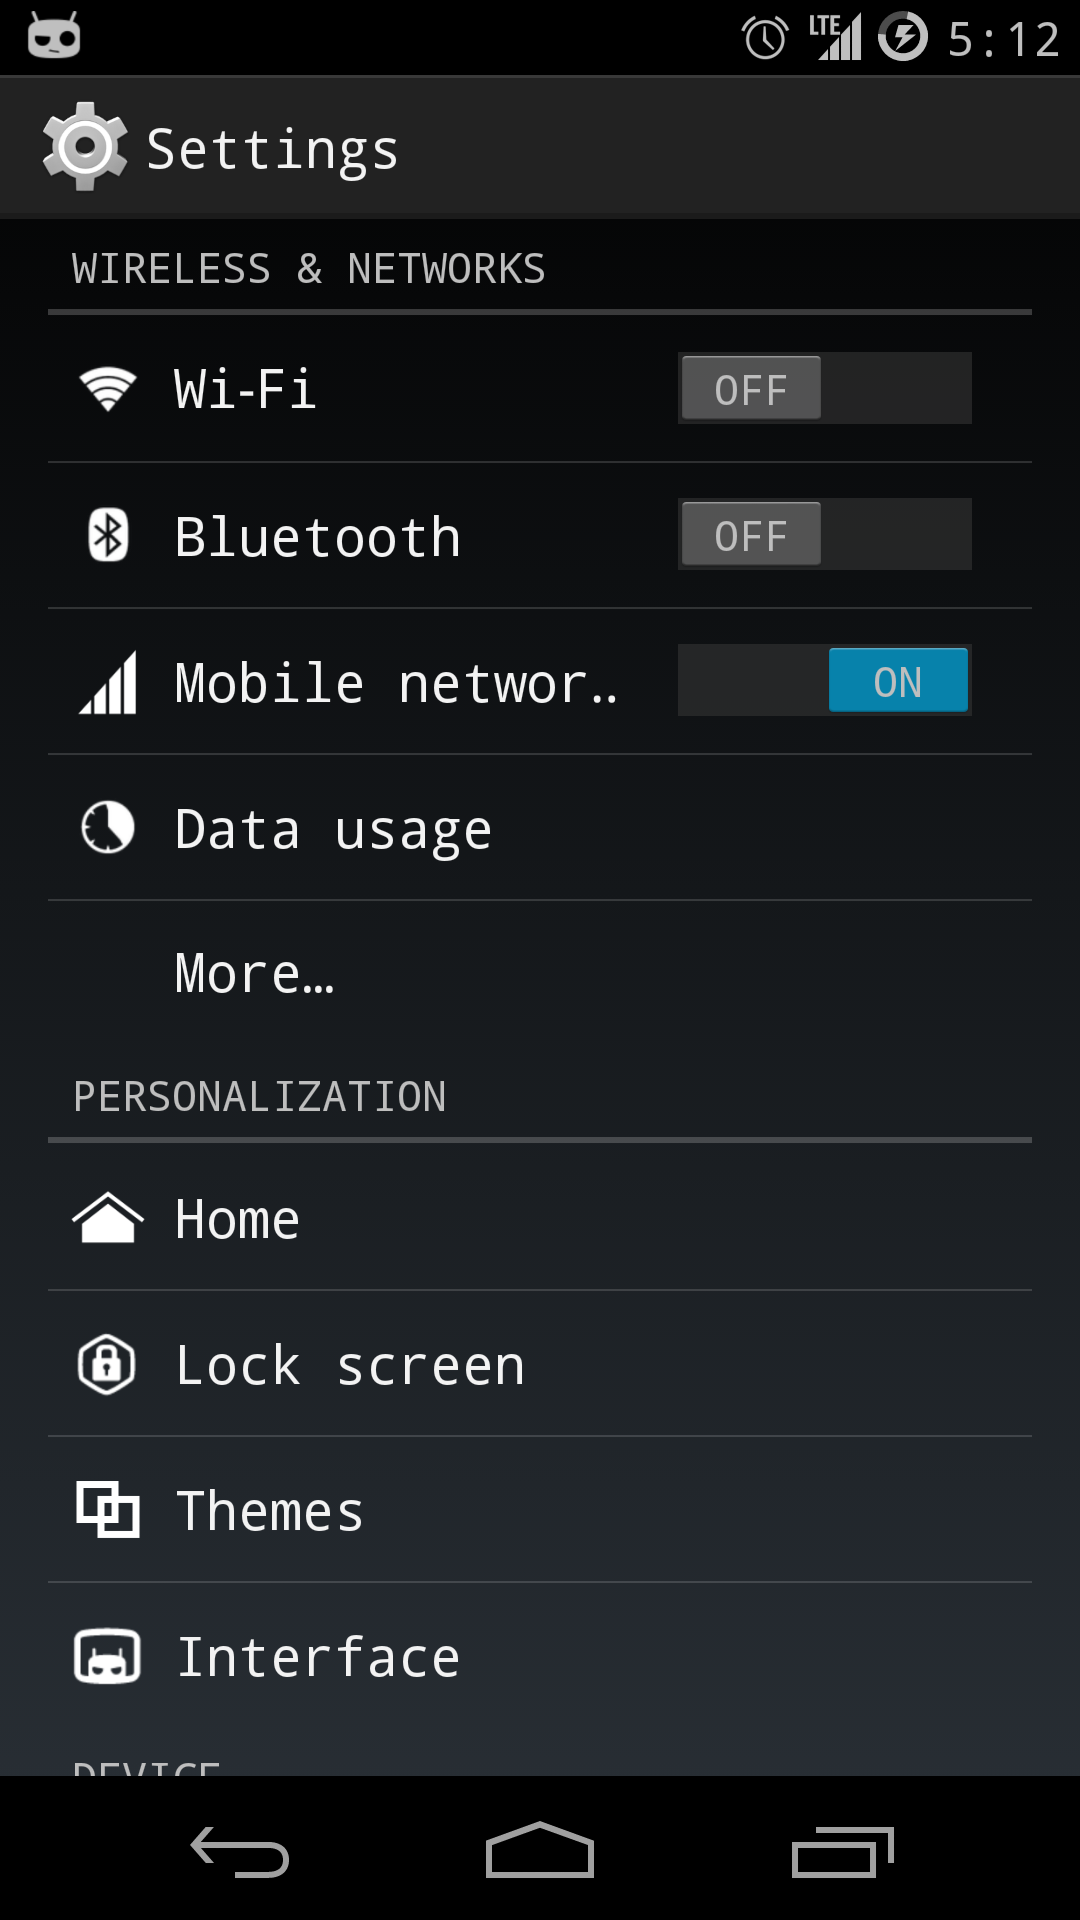 LTE 5:12
Settings
WIRELESS & NETWORKS
Wi-Fi OFF
Bluetooth OFF
Mobile networ.. ON
Data usage
More…
PERSONALIZATION
Home
Lock screen
Themes
Interface
DEVICE